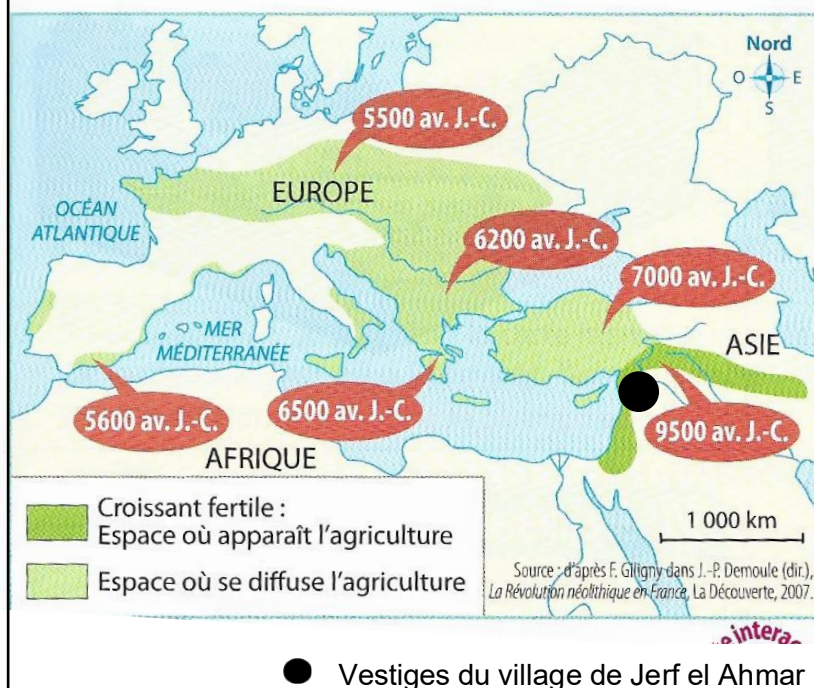 Nord
O
E
S
5500 av. J.-C.
EUROPE
OCÉAN
ATLANTIQUE
6200 av. J.-C.
7000 av. J.-C.
MER
MÉDITERRANÉE
ASIE
5600 av. J.-C.
6500 av. J.-C.
9500 av. J.-C.
AFRIQUE
Croissant fertile :
Espace où apparaît l'agriculture
Espace où se diffuse l'agriculture
1 000 km
Source : d'après F. Giligny dans J.-P. Demoule (dir.),
La Révolution néolithique en France, La Découverte, 2007.
Vestiges du village de Jerf el Ahmar